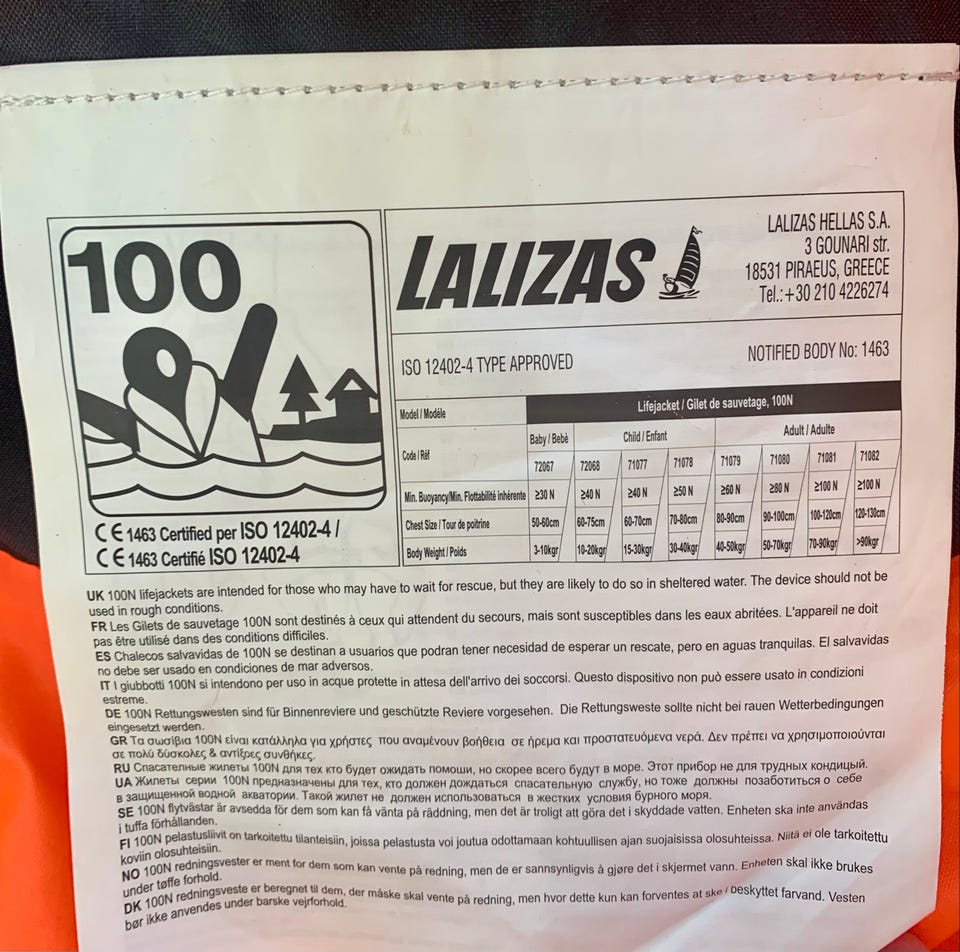 100
LALIZAS
LALIZAS HELLAS S.A.
3 GOUNARI str.
18531 PIRAEUS, GREECE
Tel.:+30 210 4226274
ISO 12402-4 TYPE APPROVED
NOTIFIED BODY No: 1463
Model / Modéle Lifejacket / Gilet de sauvetage, 100N
Baby / Bebè Child / Enfant Adult / Adulte
Code / Réf 72067 72068 71077 71078 71079 71080 71081 71082
Min. Buoyancy/Min. Flottabilité inhérente ≥30 N ≥40 N ≥40 N ≥50 N ≥60 N ≥80 N ≥100 N ≥100 N
Chest Size / Tour de poitrine 50-60cm 60-75cm 60-70cm 70-80cm 80-90cm 90-100cm 100-120cm 120-130cm
Body Weight / Poids 3-10kgr 10-20kgr 15-30kgr 30-40kgr 40-50kgr 50-70kgr 70-90kgr >90kgr
CE 1463 Certified per ISO 12402-4 /
CE 1463 Certifié ISO 12402-4
UK 100N lifejackets are intended for those who may have to wait for rescue, but they are likely to do so in sheltered water. The device should not be
used in rough conditions.
FR Les Gilets de sauvetage 100N sont destinés à ceux qui attendent du secours, mais sont susceptibles dans les eaux abritées. L'appareil ne doit
pas être utilisé dans des conditions difficiles.
ES Chalecos salvavidas de 100N se destinan a usuarios que podran tener necesidad de esperar un rescate, pero en aguas tranquilas. El salvavidas
no debe ser usado en condiciones de mar adversos.
IT I giubbotti 100N si intendono per uso in acque protette in attesa dell'arrivo dei soccorsi. Questo dispositivo non può essere usato in condizioni
estreme.
DE 100N Rettungswesten sind für Binnenreviere und geschützte Reviere vorgesehen. Die Rettungsweste sollte nicht bei rauen Wetterbedingungen
eingesetzt werden.
GR Τα σωσίβια 100N είναι κατάλληλα για χρήστες που αναμένουν βοήθεια σε ήρεμα και προστατευόμενα νερά. Δεν πρέπει να χρησιμοποιούνται
σε πολύ δύσκολες & αντίξοες συνθήκες.
RU Спасательные жилеты 100N для тех кто будет ожидать помоши, но скорее всего будут в море. Этот прибор не для трудных кондицый.
UA Жилеты серии 100N предназначены для тех, кто должен дождаться спасательную службу, но тоже должны позаботиться о себе
в защищенной водной акватории. Такой жилет не должен использоваться в жестких условия бурного моря.
SE 100N flytvästar är avsedda för dem som kan få vänta på räddning, men det är troligt att göra det i skyddade vatten. Enheten ska inte användas
i tuffa förhållanden.
FI 100N pelastusliivit on tarkoitettu tilanteisiin, joissa pelastusta voi joutua odottamaan kohtuullisen ajan suojaisissa olosuhteissa. Niitä ei ole tarkoitettu
koviin olosuhteisiin.
NO 100N redningsvester er ment for dem som kan vente på redning, men de er sannsynligvis å gjøre det i skjermet vann. Enheten skal ikke brukes
under tøffe forhold.
DK 100N redningsveste er beregnet til dem, der måske skal vente på redning, men hvor dette kun kan forventes at ske i beskyttet farvand. Vesten
bør ikke anvendes under barske vejrforhold.